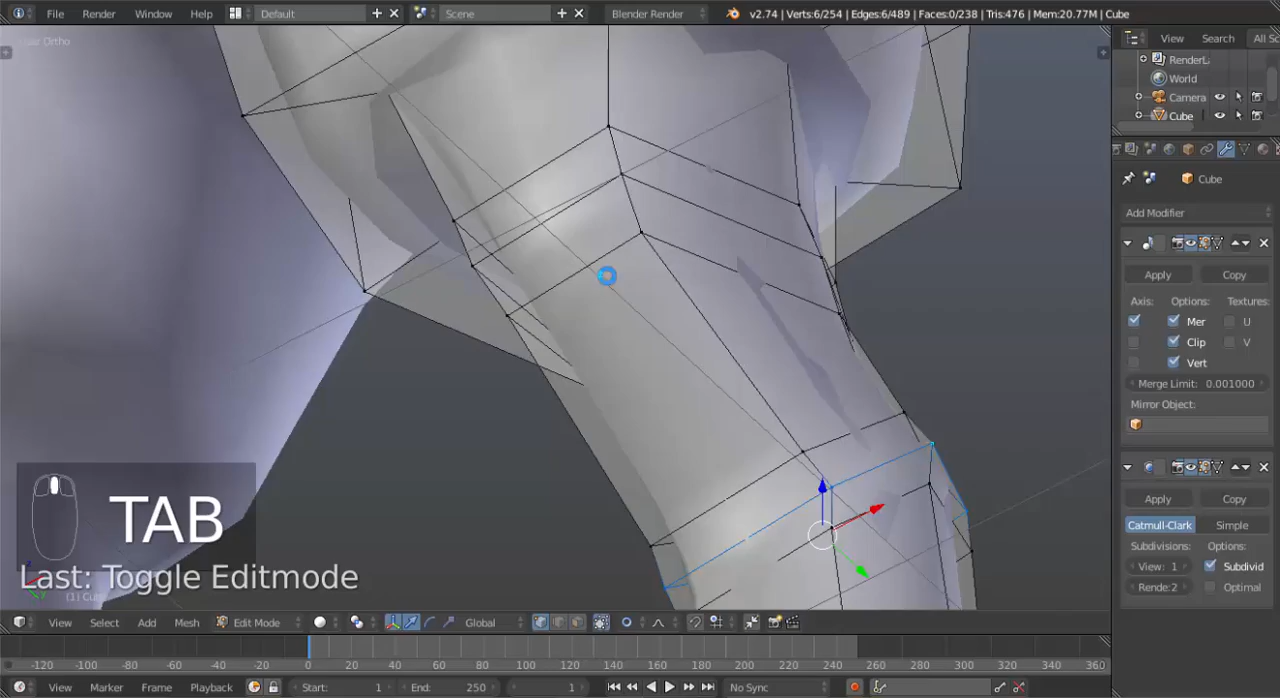 File Render Window Help Default Scene Blender Render v2.74 | Verts:6/254 | Edges:6/489 | Faces:0/238 | Tris:476 | Mem:20.77M | Cube
Ortho
View Search All Sc
RenderL
World
Camera
Cube
Cube
Add Modifier
Apply Copy
Axis: Options: Textures:
Mer U
Clip V
Vert
Merge Limit: 0.001000
Mirror Object:
Apply Copy
Catmull-Clark Simple
Subdivisions: Options:
View: 1 Subdivid
Rende:2 Optimal
TAB
Last: Toggle Editmode
(1) Cube
View Select Add Mesh Edit Mode Global
-120 -100 -80 -60 -40 -20 0 20 40 60 80 100 120 140 160 180 200 220 240 260 280 300 320 340 360
View Marker Frame Playback Start: 1 End: 250 1 No Sync